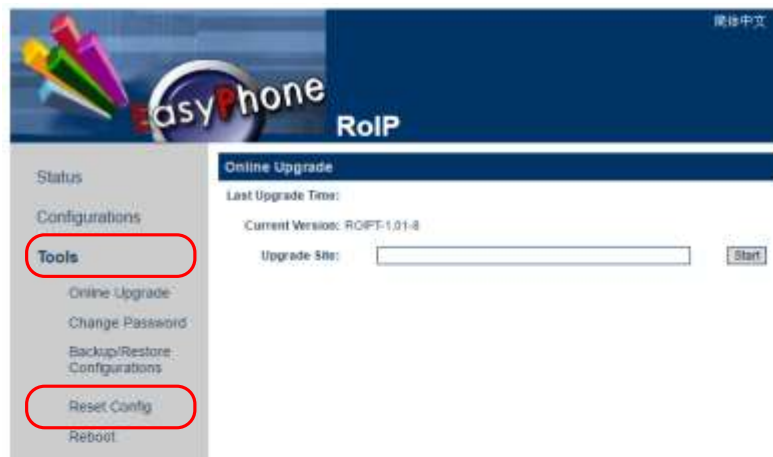 簡体中文
EasyPhone
RoIP
Status
Configurations
Tools
Online Upgrade
Change Password
Backup/Restore
Configurations
Reset Config
Reboot
Online Upgrade
Last Upgrade Time:
Current Version: ROIPT-1,01-8
Upgrade Site:
Start